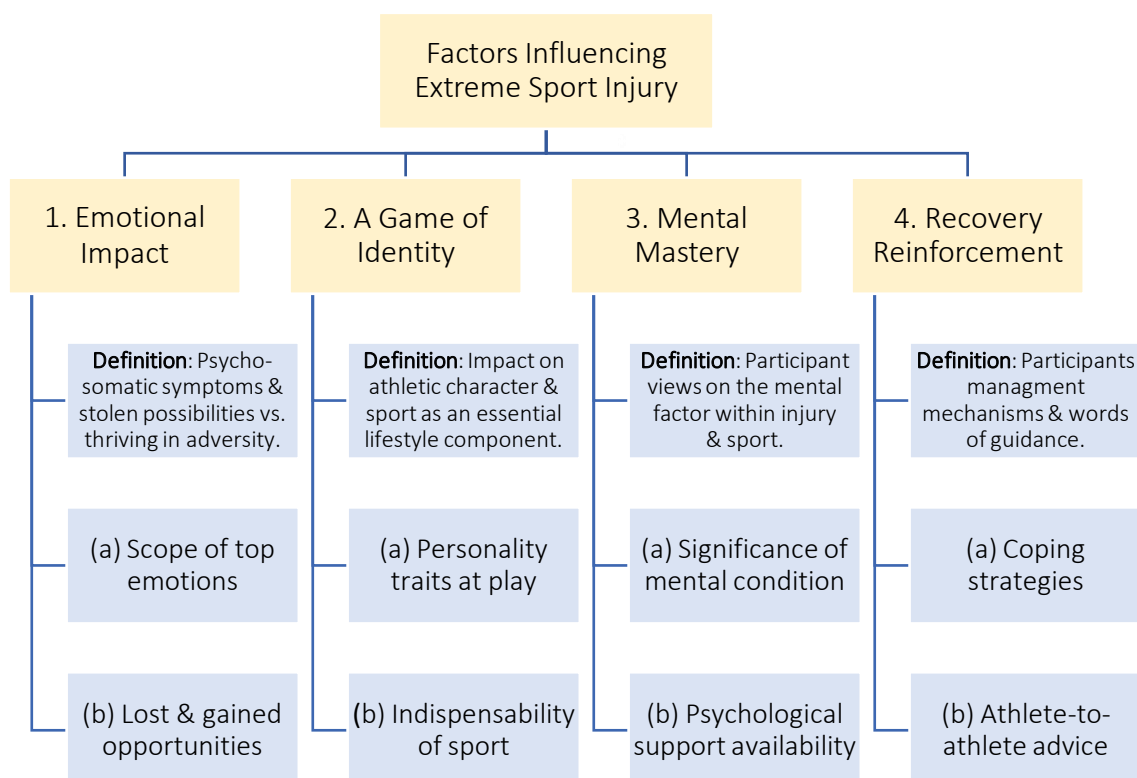 Factors Influencing
Extreme Sport Injury
1. Emotional
Impact
Definition: Psycho-
somatic symptoms &
stolen possibilities vs.
thriving in adversity.
(a) Scope of top
emotions
(b) Lost & gained
opportunities
2. A Game of
Identity
Definition: Impact on
athletic character &
sport as an essential
lifestyle component.
(a) Personality
traits at play
(b) Indispensability
of sport
3. Mental
Mastery
Definition: Participant
views on the mental
factor within injury
& sport.
(a) Significance of
mental condition
(b) Psychological
support availability
4. Recovery
Reinforcement
Definition: Participants
managment
mechanisms & words
of guidance.
(a) Coping
strategies
(b) Athlete-to-
athlete advice